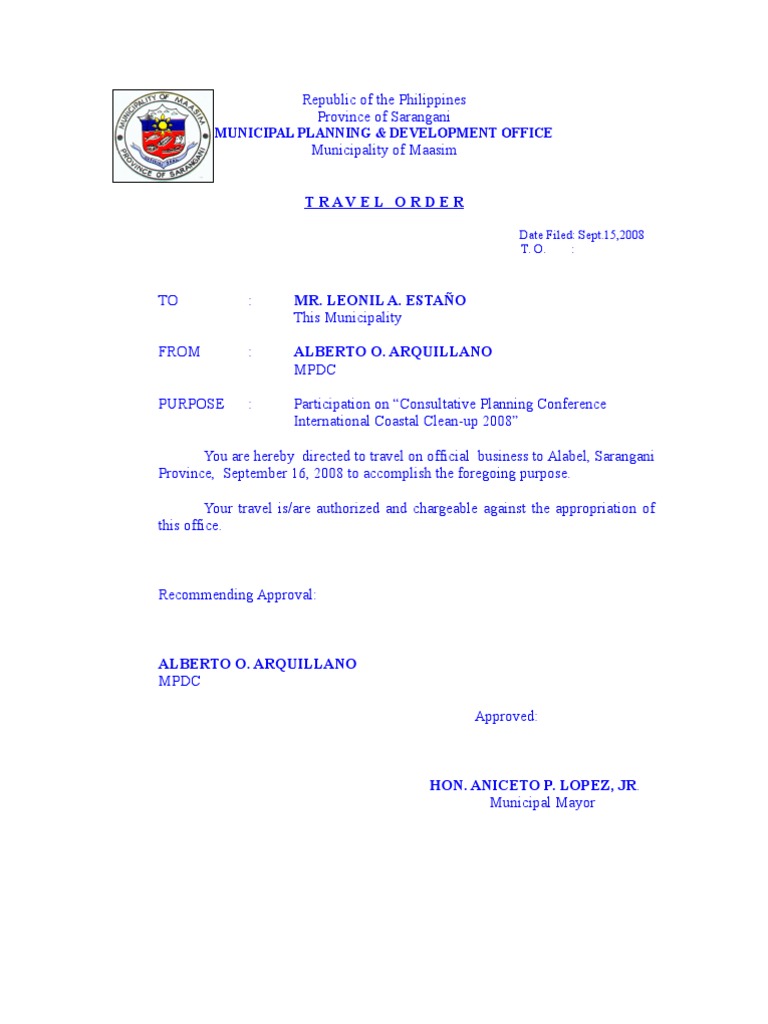 MUNICIPALITY OF MAASIM
PROVINCE OF SARANGANI
Republic of the Philippines
Province of Sarangani
MUNICIPAL PLANNING & DEVELOPMENT OFFICE
Municipality of Maasim
TRAVEL ORDER
Date Filed: Sept.15,2008
T. O. :
TO : MR. LEONIL A. ESTAÑO
This Municipality
FROM : ALBERTO O. ARQUILLANO
MPDC
PURPOSE : Participation on “Consultative Planning Conference
International Coastal Clean-up 2008”
You are hereby directed to travel on official business to Alabel, Sarangani
Province, September 16, 2008 to accomplish the foregoing purpose.
Your travel is/are authorized and chargeable against the appropriation of
this office.
Recommending Approval:
ALBERTO O. ARQUILLANO
MPDC
Approved:
HON. ANICETO P. LOPEZ, JR.
Municipal Mayor